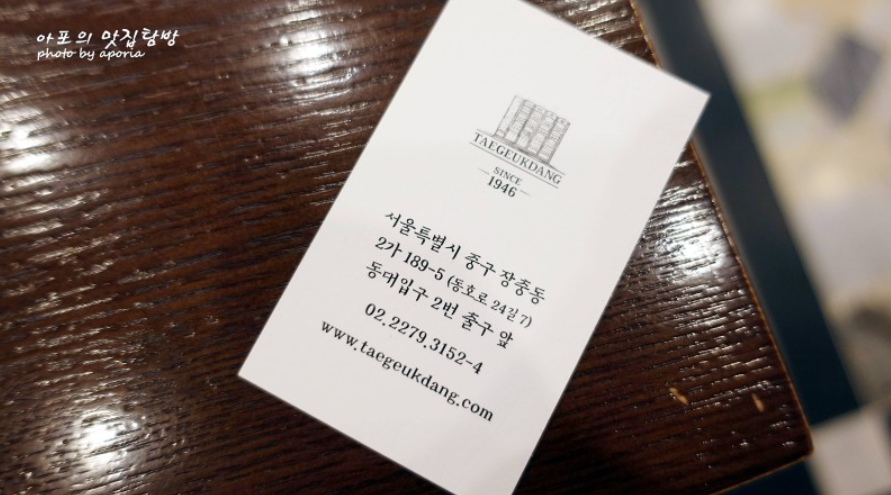 아포의 맛집탐방
photo by aporia
TAEGEUKDANG
SINCE
1946
서울특별시 중구 장충동
2가 189-5 (동호로 24길 7)
동대입구 2번 출구 앞
02.2279.3152-4
www.taegeukdang.com